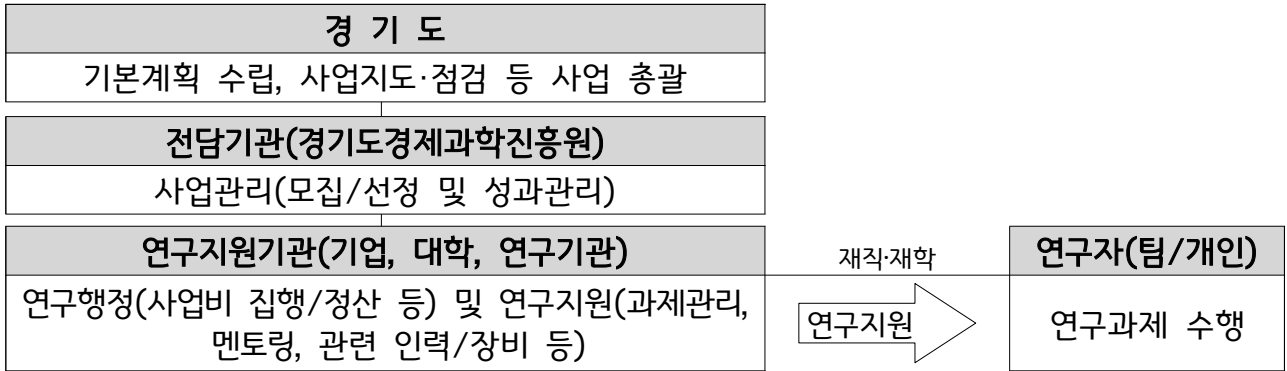 경 기 도
기본계획 수립, 사업지도·점검 등 사업 총괄
전담기관(경기도경제과학진흥원)
사업관리(모집/선정 및 성과관리)
연구지원기관(기업, 대학, 연구기관)
연구행정(사업비 집행/정산 등) 및 연구지원(과제관리,
멘토링, 관련 인력/장비 등)
재직·재학
연구지원
연구자(팀/개인)
연구과제 수행